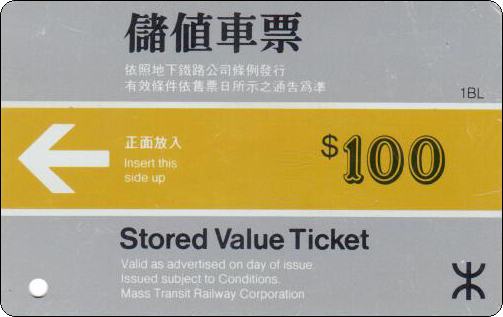 儲值車票
依照地下鐵路公司條例發行
有效條件依售票日所示之通告爲準
1BL
正面放入
Insert this
side up
$100
Stored Value Ticket
Valid as advertised on day of issue.
Issued subject to Conditions.
Mass Transit Railway Corporation